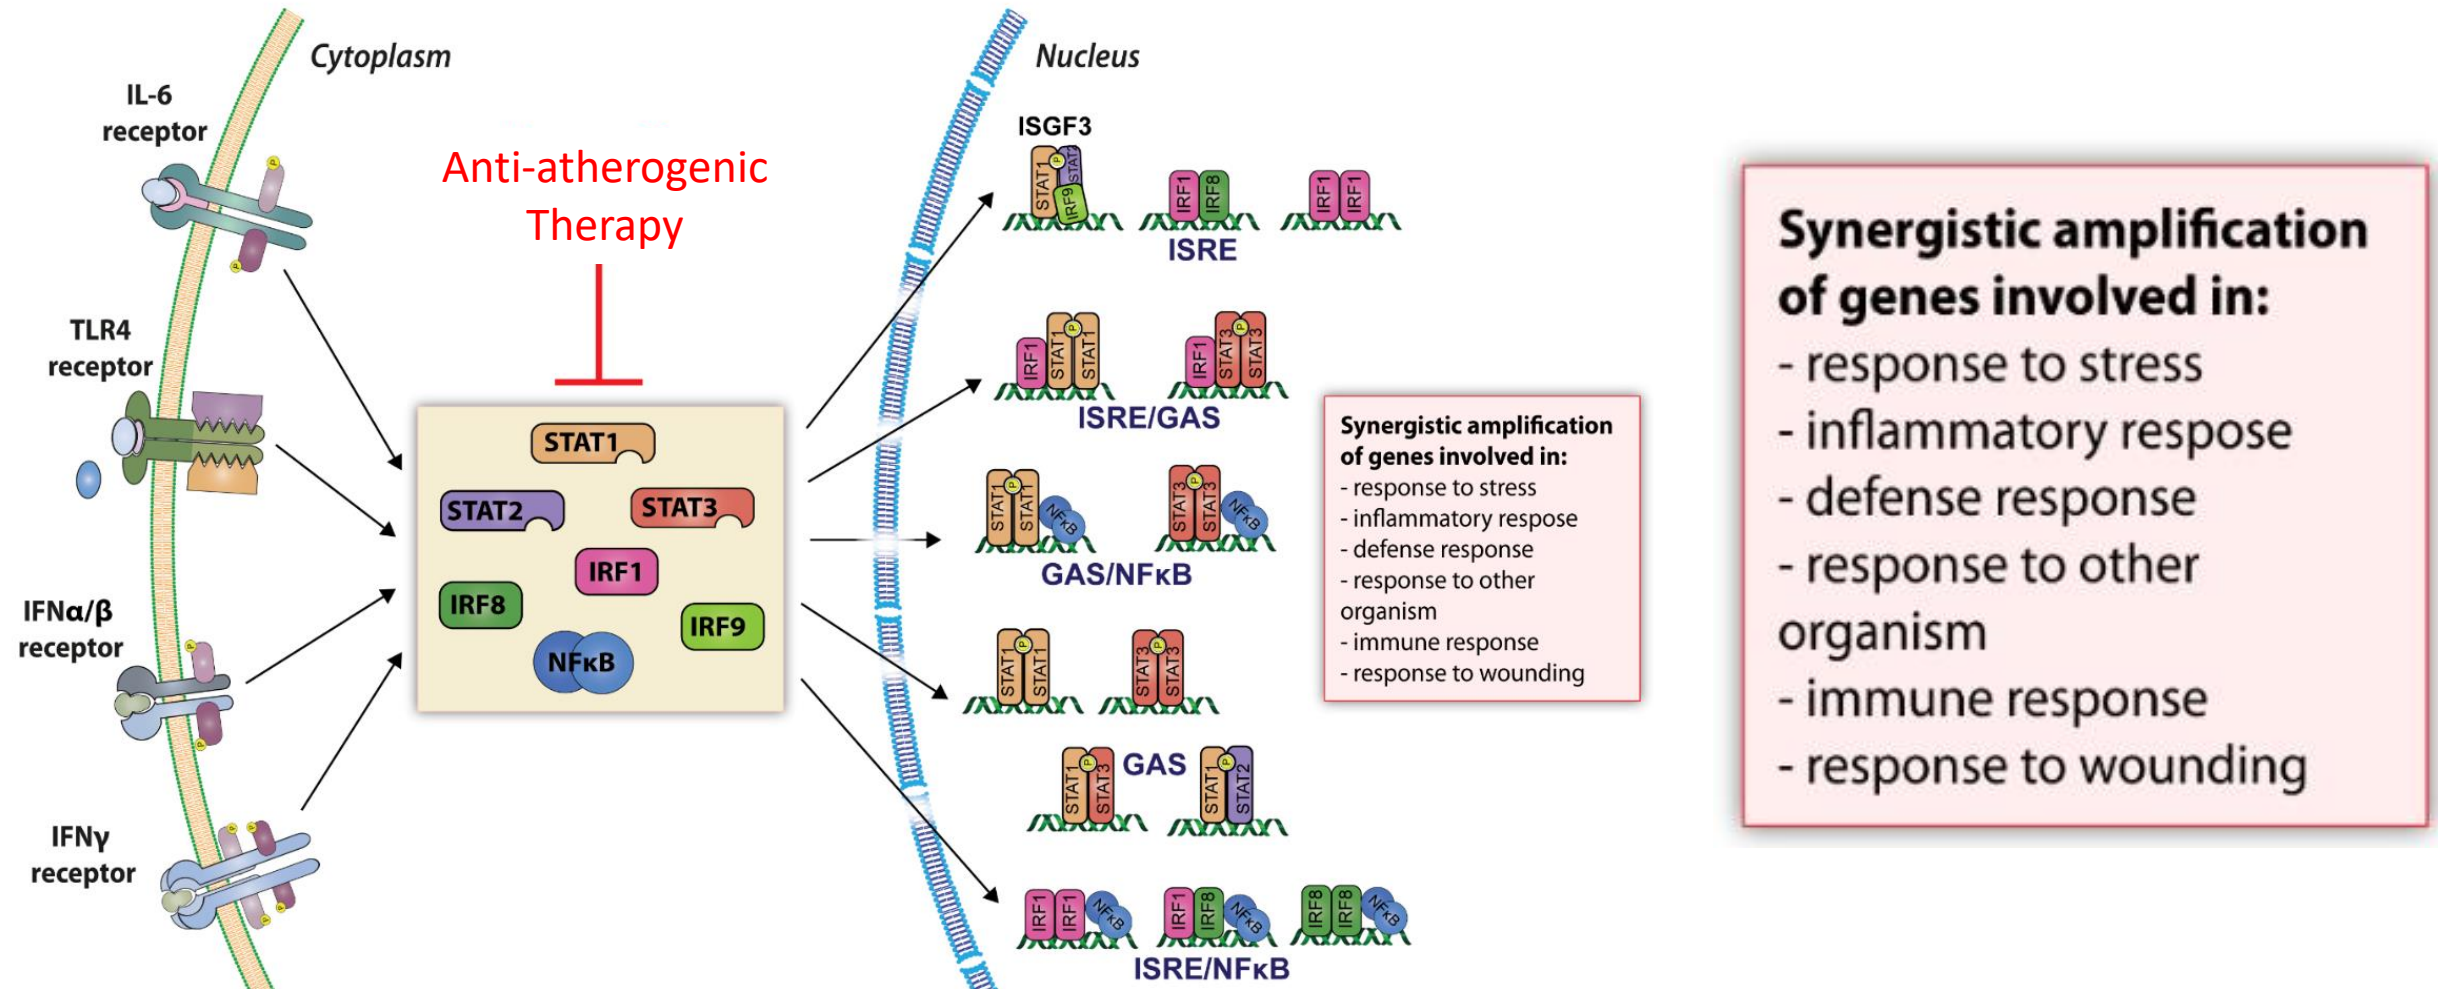 Cytoplasm
Nucleus
IL-6
receptor
P
P
Anti-atherogenic
Therapy
TLR4
receptor
IFNα/β
receptor
P
P
IFNγ
receptor
P
P
P
P
STAT1
STAT2
STAT3
IRF1
IRF8
IRF9
NFκB
ISGF3
STAT1
P
STAT2
IRF9
IRF1
IRF8
IRF1
IRF1
ISRE
IRF1
STAT1
P
STAT1
IRF1
STAT3
P
STAT3
ISRE/GAS
STAT1
P
STAT1
NFκB
STAT3
P
STAT3
NFκB
GAS/NFκB
STAT1
P
STAT1
STAT3
P
STAT3
STAT1
P
STAT3
GAS
STAT1
P
STAT2
IRF1
IRF1
NFκB
IRF1
IRF8
NFκB
IRF8
IRF8
NFκB
ISRE/NFκB
Synergistic amplification
of genes involved in:
- response to stress
- inflammatory respose
- defense response
- response to other
organism
- immune response
- response to wounding
Synergistic amplification
of genes involved in:
- response to stress
- inflammatory respose
- defense response
- response to other
organism
- immune response
- response to wounding